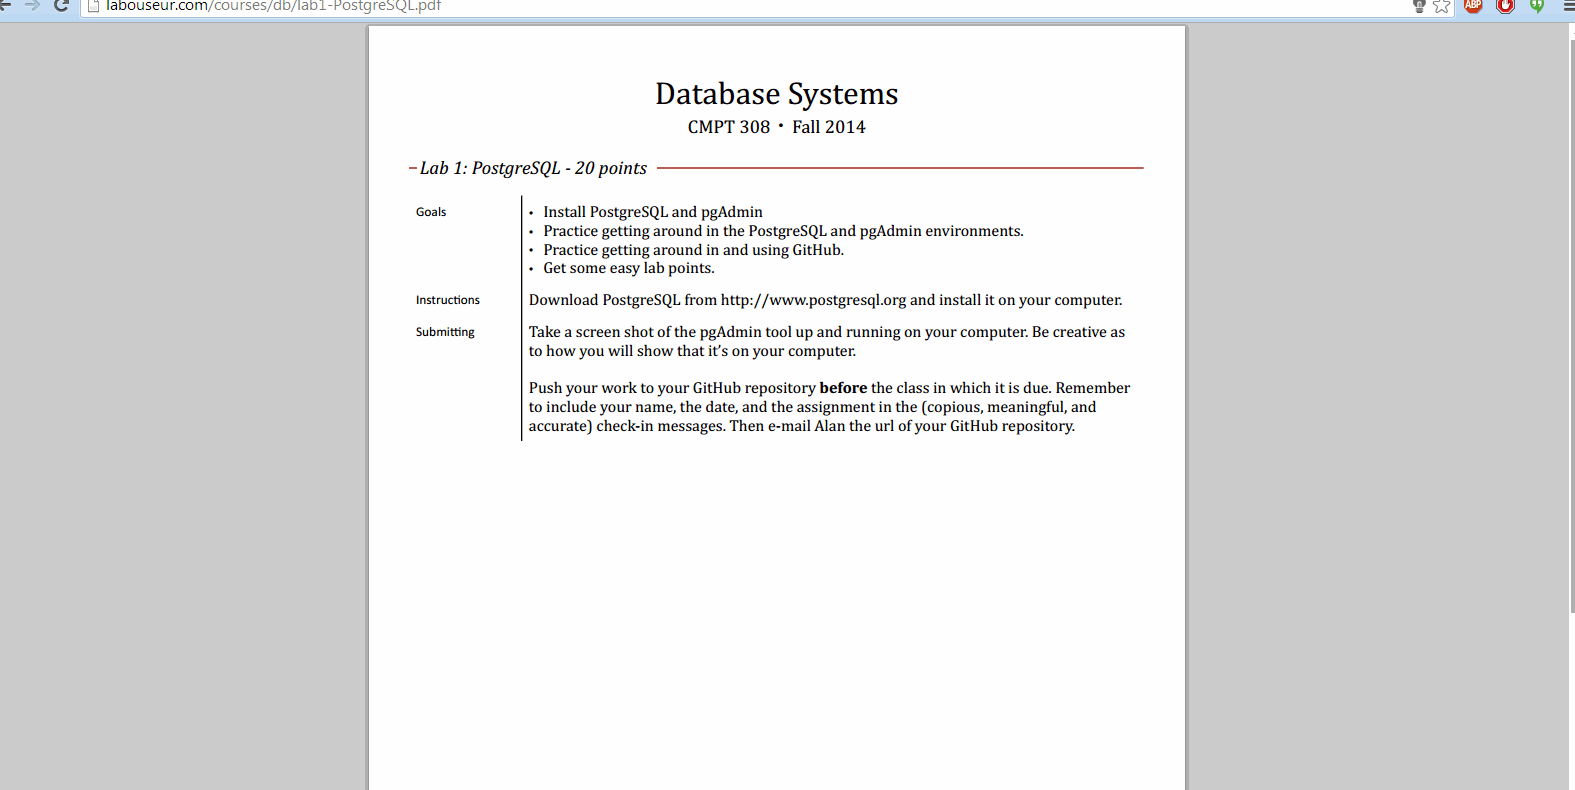 labouseur.com/courses/db/lab1-PostgreSQL.pdf
ABP
Database Systems
CMPT 308 • Fall 2014
Lab 1: PostgreSQL - 20 points
Goals
• Install PostgreSQL and pgAdmin
• Practice getting around in the PostgreSQL and pgAdmin environments.
• Practice getting around in and using GitHub.
• Get some easy lab points.
Instructions
Download PostgreSQL from http://www.postgresql.org and install it on your computer.
Submitting
Take a screen shot of the pgAdmin tool up and running on your computer. Be creative as
to how you will show that it’s on your computer.
Push your work to your GitHub repository before the class in which it is due. Remember
to include your name, the date, and the assignment in the (copious, meaningful, and
accurate) check-in messages. Then e-mail Alan the url of your GitHub repository.